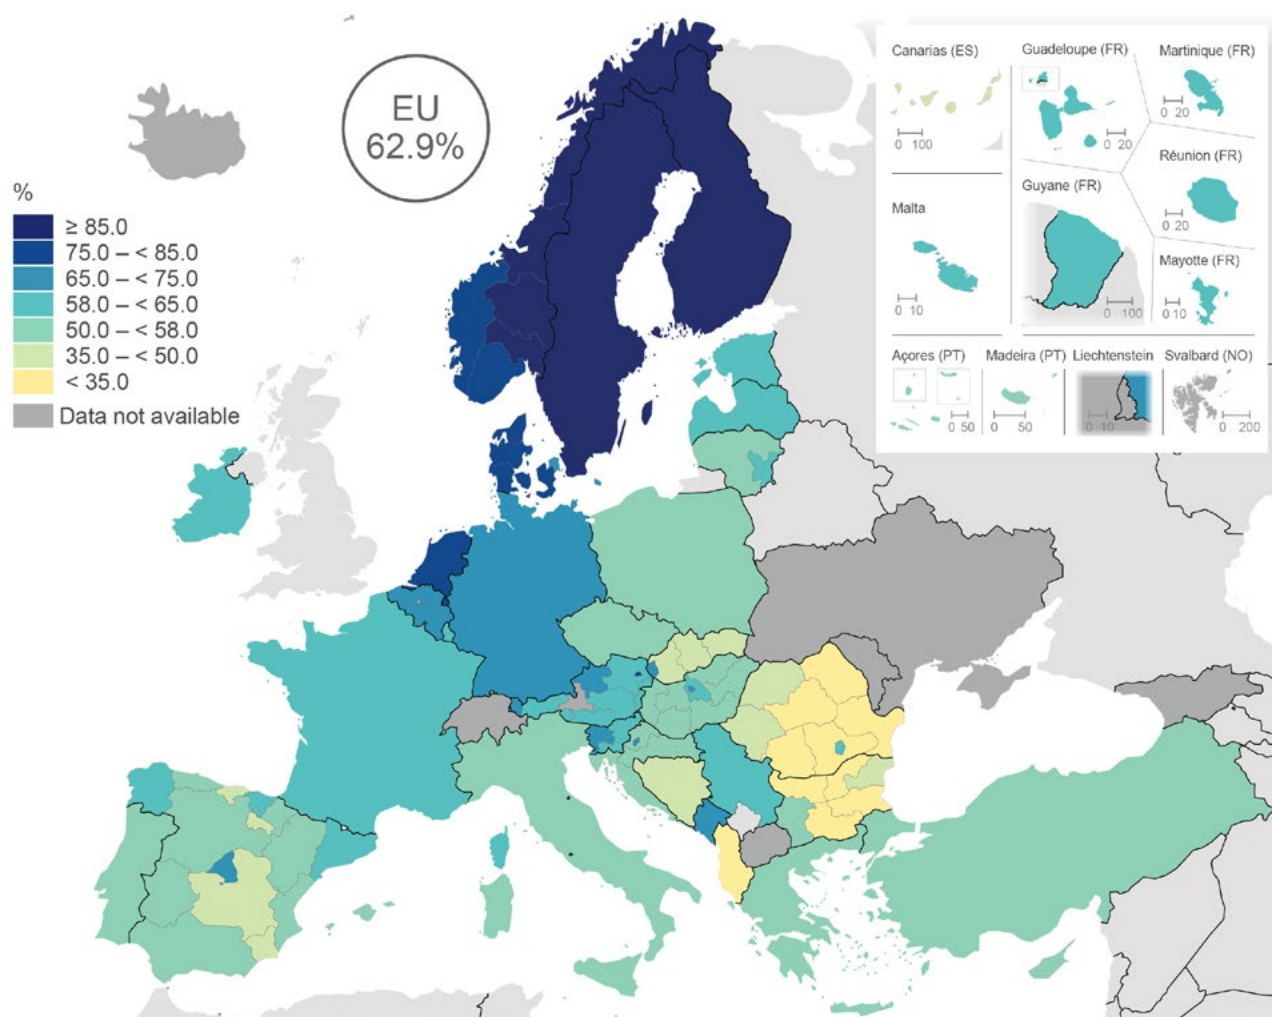 EU
62.9%
%
≥ 85.0
75.0 – < 85.0
65.0 – < 75.0
58.0 – < 65.0
50.0 – < 58.0
35.0 – < 50.0
< 35.0
Data not available
Canarias (ES)
0 100
Guadeloupe (FR)
0 20
Martinique (FR)
0 20
Réunion (FR)
0 20
Guyane (FR)
0 100
Malta
0 10
Mayotte (FR)
0 10
Açores (PT)
0 50
Madeira (PT)
0 50
Liechtenstein
0 10
Svalbard (NO)
0 200